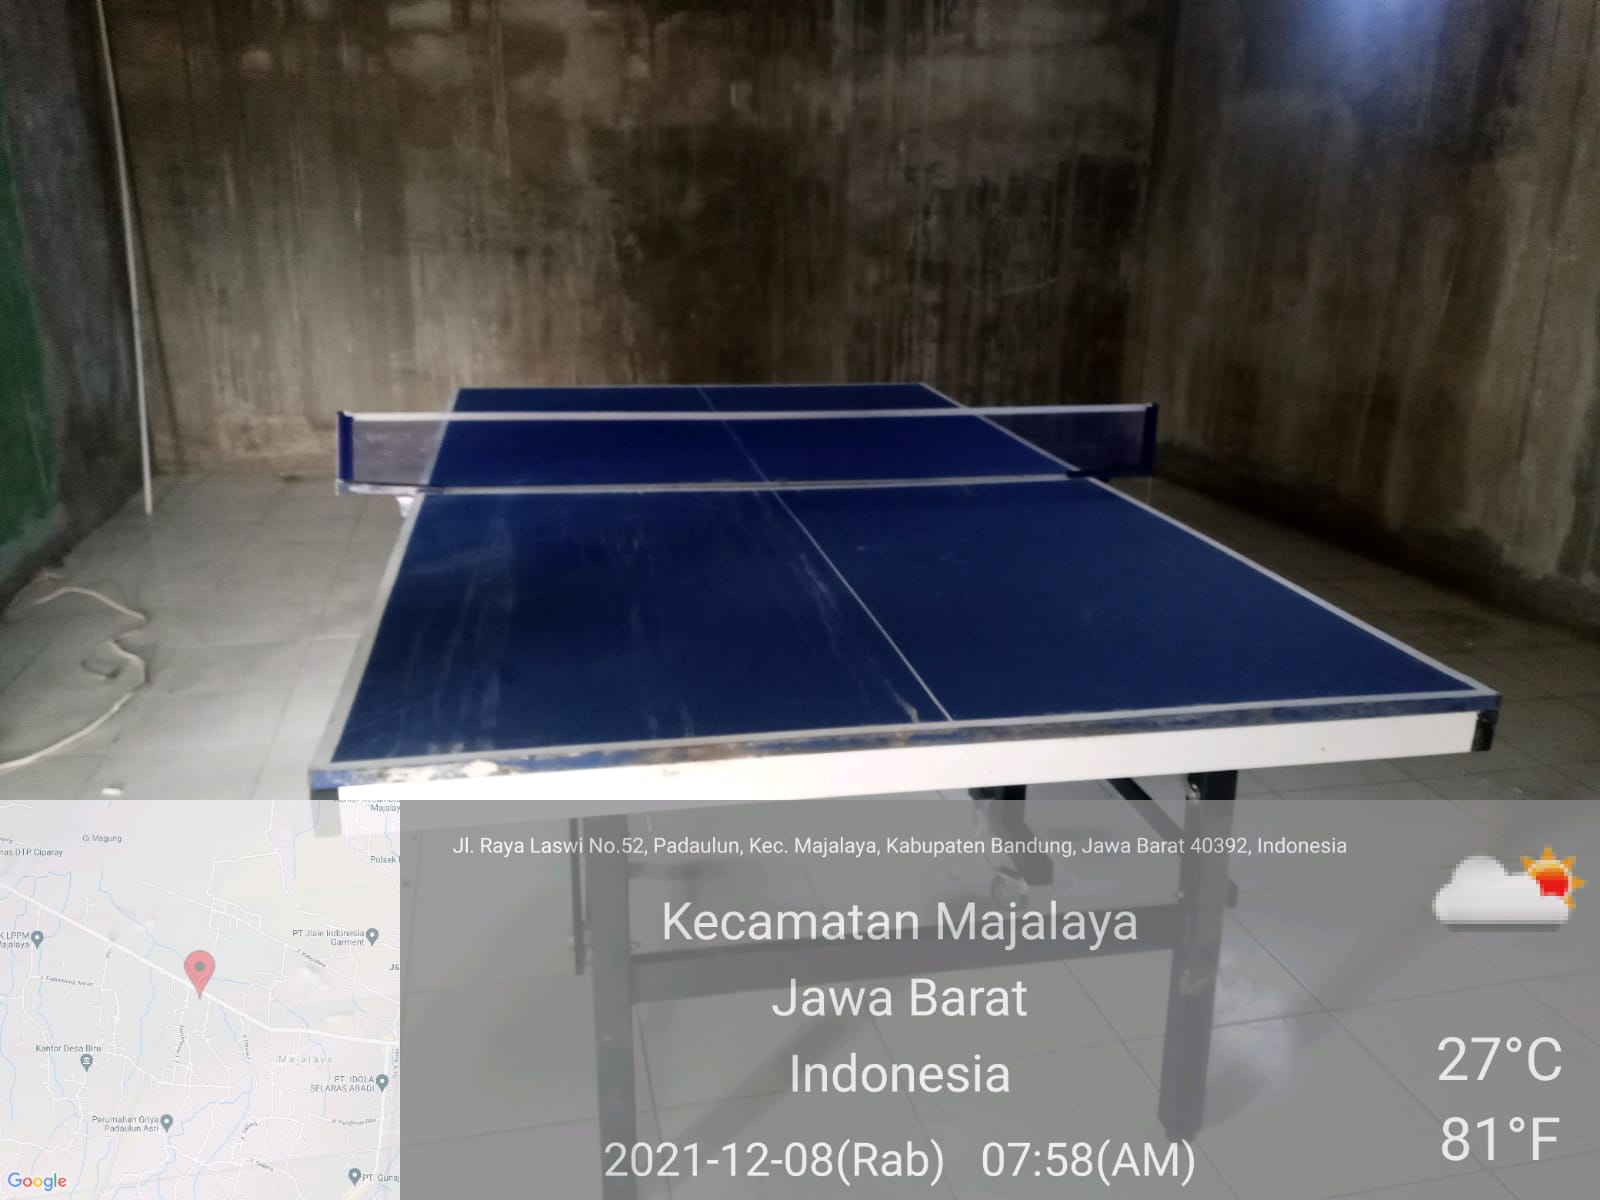 Jl. Raya Laswi No.52, Padaulun, Kec. Majalaya, Kabupaten Bandung, Jawa Barat 40392, Indonesia
Kecamatan Majalaya
Jawa Barat
Indonesia
2021-12-08(Rab) 07:58(AM)
27°C
81°F
Majalay
Ci Magung
nas DTP Ciparay
Polsek
PT Jiale Indonesia
Garment
K LPPM
Majalaya
J&
Kantor Desa Biru
Majalaya
PT. IDOLA
SELARAS ABADI
Perumahan Griya
Padaulun Asri
PT. Guna
Google